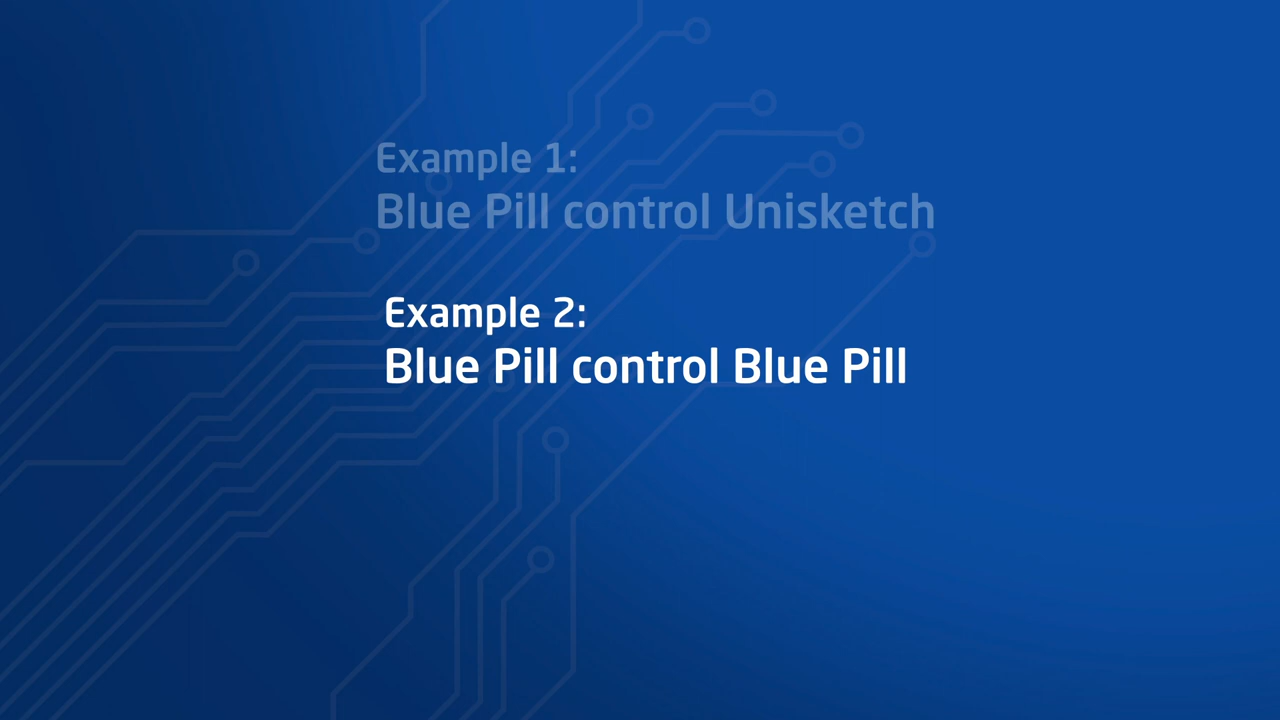 Example 1:
Blue Pill control Unisketch
Example 2:
Blue Pill control Blue Pill